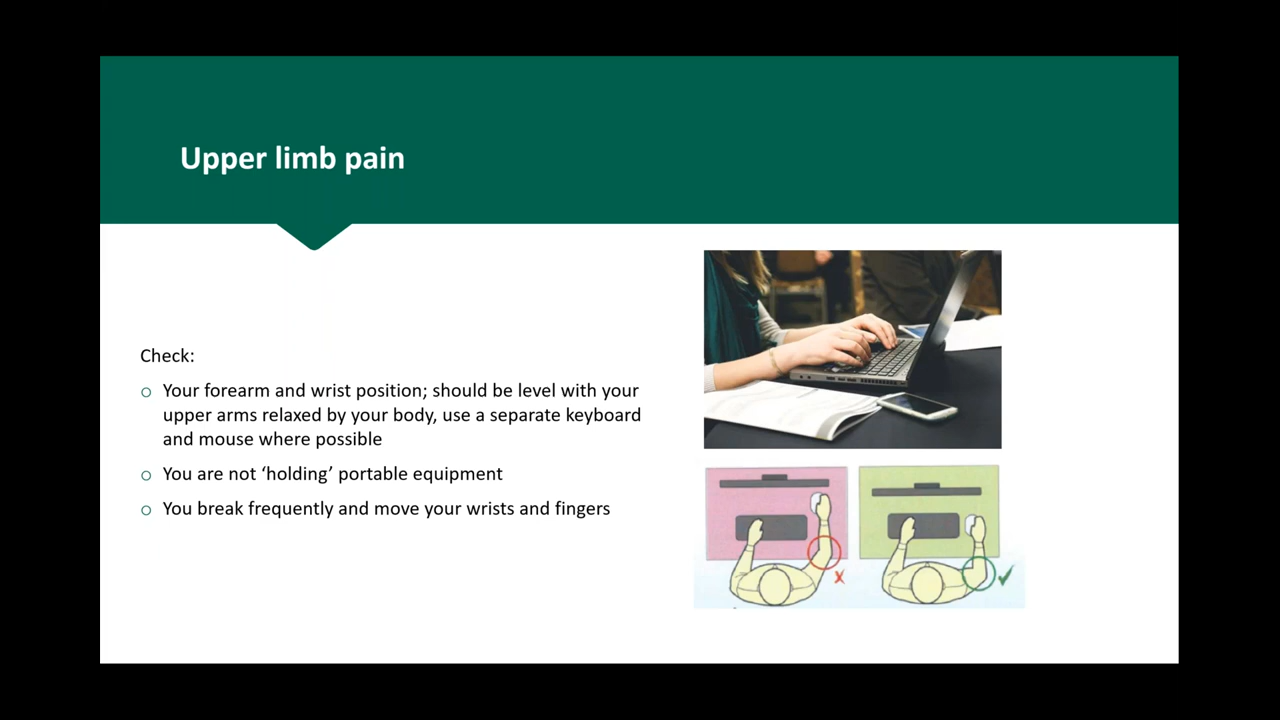 Upper limb pain
Check:
Your forearm and wrist position; should be level with your
upper arms relaxed by your body, use a separate keyboard
and mouse where possible
You are not ‘holding’ portable equipment
You break frequently and move your wrists and fingers